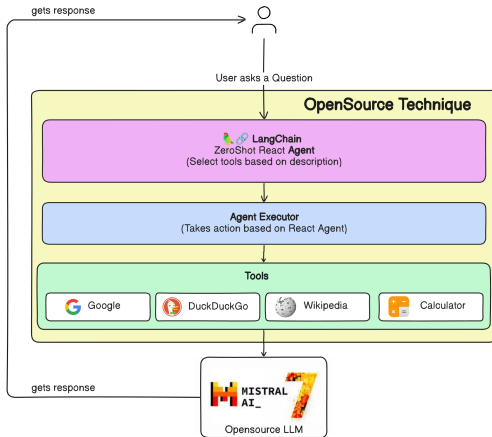 gets response
User asks a Question
OpenSource Technique
LangChain
ZeroShot React Agent
(Select tools based on description)
Agent Executor
(Takes action based on React Agent)
Tools
Google
DuckDuckGo
Wikipedia
Calculator
gets response
MISTRAL
AI_
7
Opensource LLM